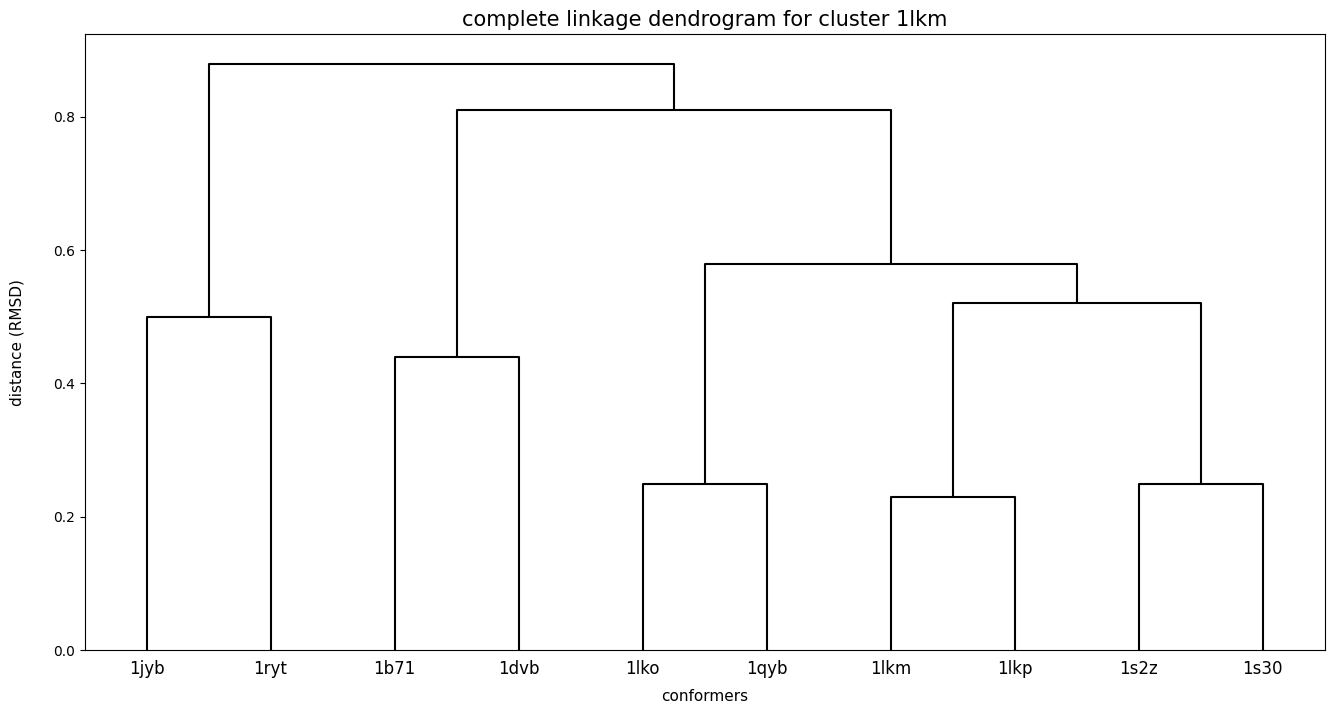 complete linkage dendrogram for cluster 1lkm
0.8
0.6
0.4
0.2
0.0
distance (RMSD)
1jyb 1ryt 1b71 1dvb 1lko 1qyb 1lkm 1lkp 1s2z 1s30
conformers